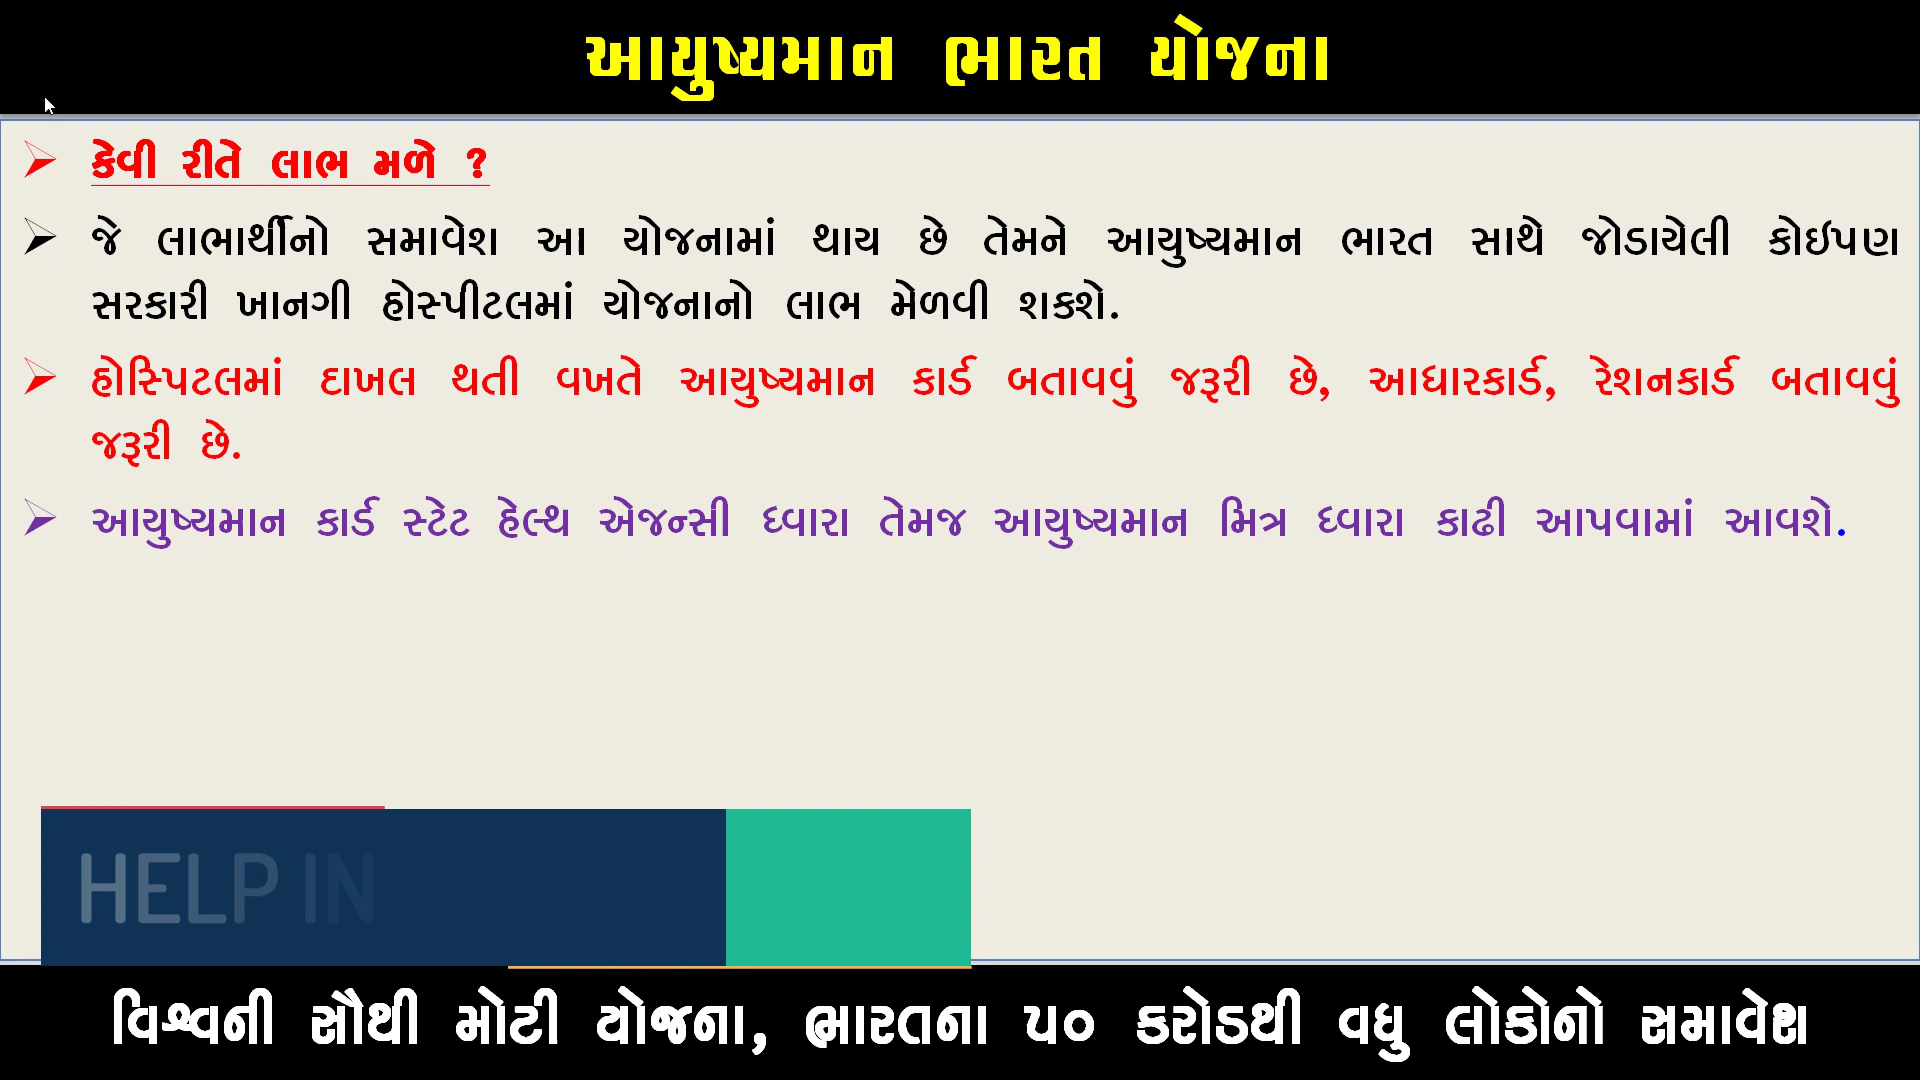 આયુષ્યમાન ભારત યોજના
કેવી રીતે લાભ મળે ?
જે લાભાર્થીનો સમાવેશ આ યોજનામાં થાય છે તેમને આયુષ્યમાન ભારત સાથે જોડાયેલી કોઈપણ
સરકારી ખાનગી હોસ્પીટલમાં યોજનાનો લાભ મેળવી શકશે.
હોસ્પિટલમાં દાખલ થતી વખતે આયુષ્યમાન કાર્ડ બતાવવું જરૂરી છે, આધારકાર્ડ, રેશનકાર્ડ બતાવવું
જરૂરી છે.
આયુષ્યમાન કાર્ડ સ્ટેટ હેલ્થ એજન્સી ધ્વારા તેમજ આયુષ્યમાન મિત્ર ધ્વારા કાઢી આપવામાં આવશે.
HELP IN
વિશ્વની સૌથી મોટી યોજના, ભારતના ૫૦ કરોડથી વધુ લોકોનો સમાવેશ